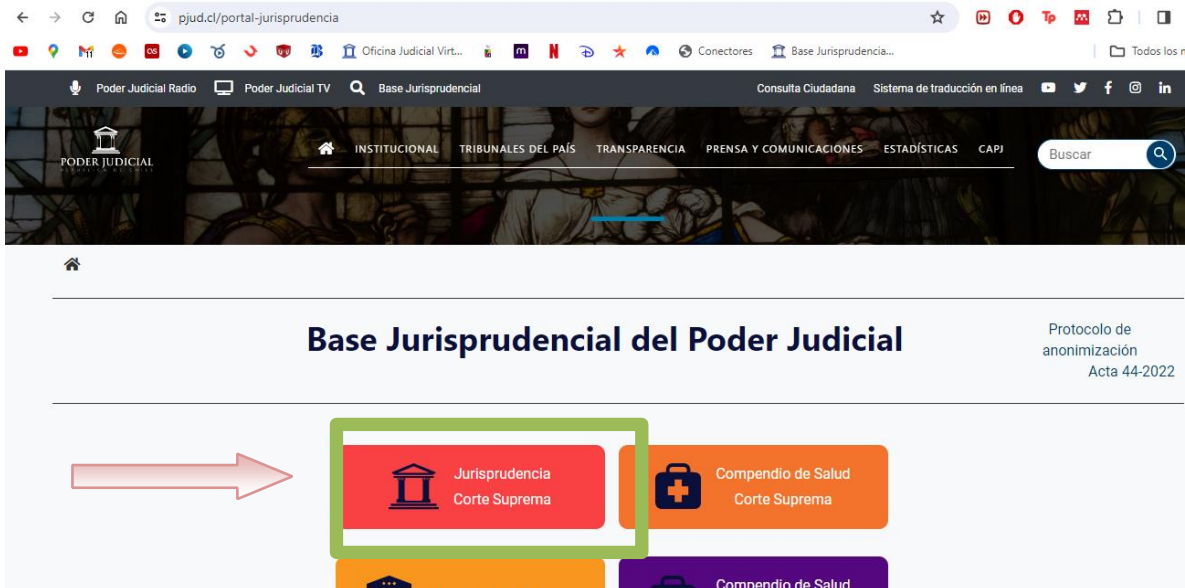 pjud.cl/portal-jurisprudencia
Oficina Judicial Virt... Conectores Base Jurisprudencia... Todos los
Poder Judicial Radio Poder Judicial TV Base Jurisprudencial Consulta Ciudadana Sistema de traducción en línea
PODER JUDICIAL
REPÚBLICA DE CHILE
INSTITUCIONAL TRIBUNALES DEL PAÍS TRANSPARENCIA PRENSA Y COMUNICACIONES ESTADÍSTICAS CAPJ
Buscar
Base Jurisprudencial del Poder Judicial
Protocolo de
anonimización
Acta 44-2022
Jurisprudencia
Corte Suprema
Compendio de Salud
Corte Suprema
Compendio de Salud